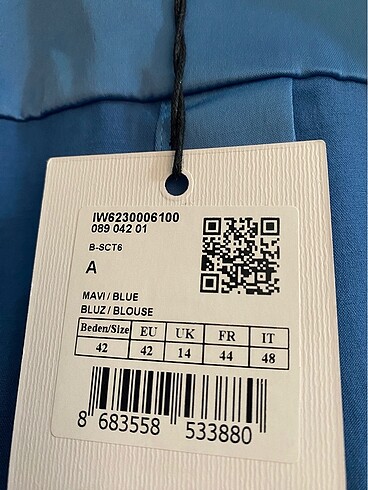 IW6230006100
089 042 01
B-SCT6
A
MAVİ / BLUE
BLUZ / BLOUSE
Beden/Size EU UK FR IT
42 42 14 44 48
8 683558 533880